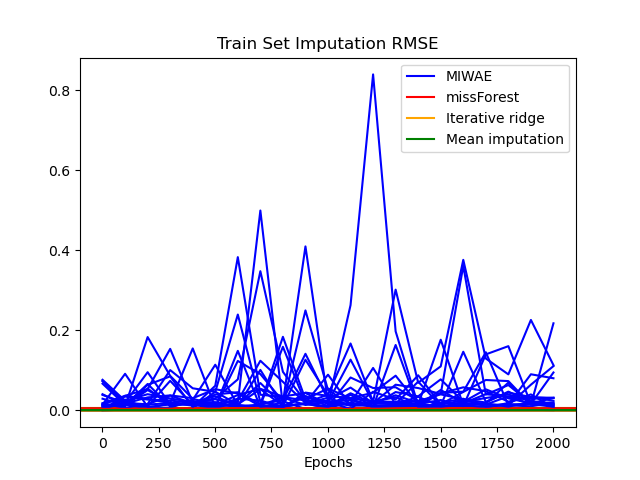 Train Set Imputation RMSE
MIWAE
missForest
Iterative ridge
Mean imputation
0.8
0.6
0.4
0.2
0.0
0 250 500 750 1000 1250 1500 1750 2000
Epochs